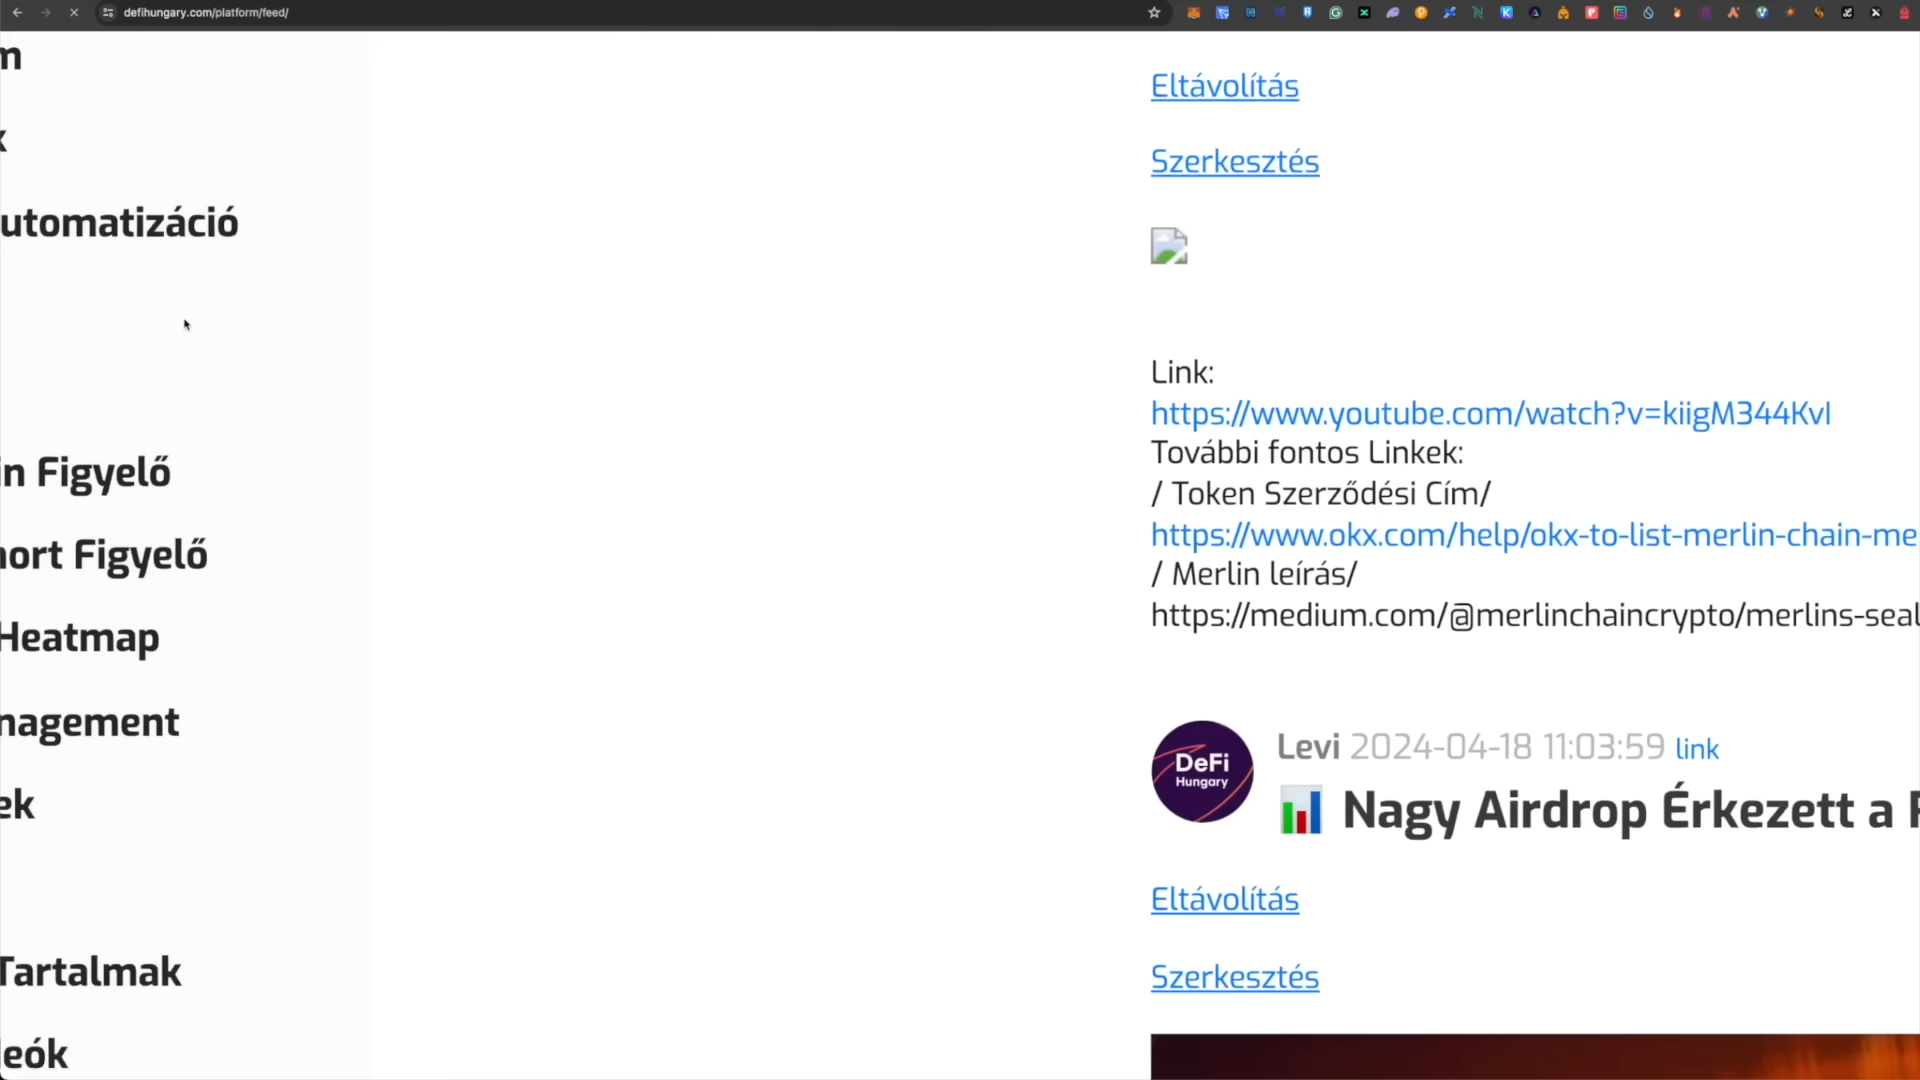 defihungary.com/platform/feed/
m
k
utomatizáció
in Figyelő
hort Figyelő
Heatmap
nagement
ek
Tartalmak
eók
Eltávolítás
Szerkesztés
Link:
https://www.youtube.com/watch?v=kiigM344KvI
További fontos Linkek:
/ Token Szerződési Cím/
https://www.okx.com/help/okx-to-list-merlin-chain-me
/ Merlin leírás/
https://medium.com/@merlinchaincrypto/merlins-seal
DeFi
Hungary
Levi 2024-04-18 11:03:59 link
Nagy Airdrop Érkezett a
Eltávolítás
Szerkesztés